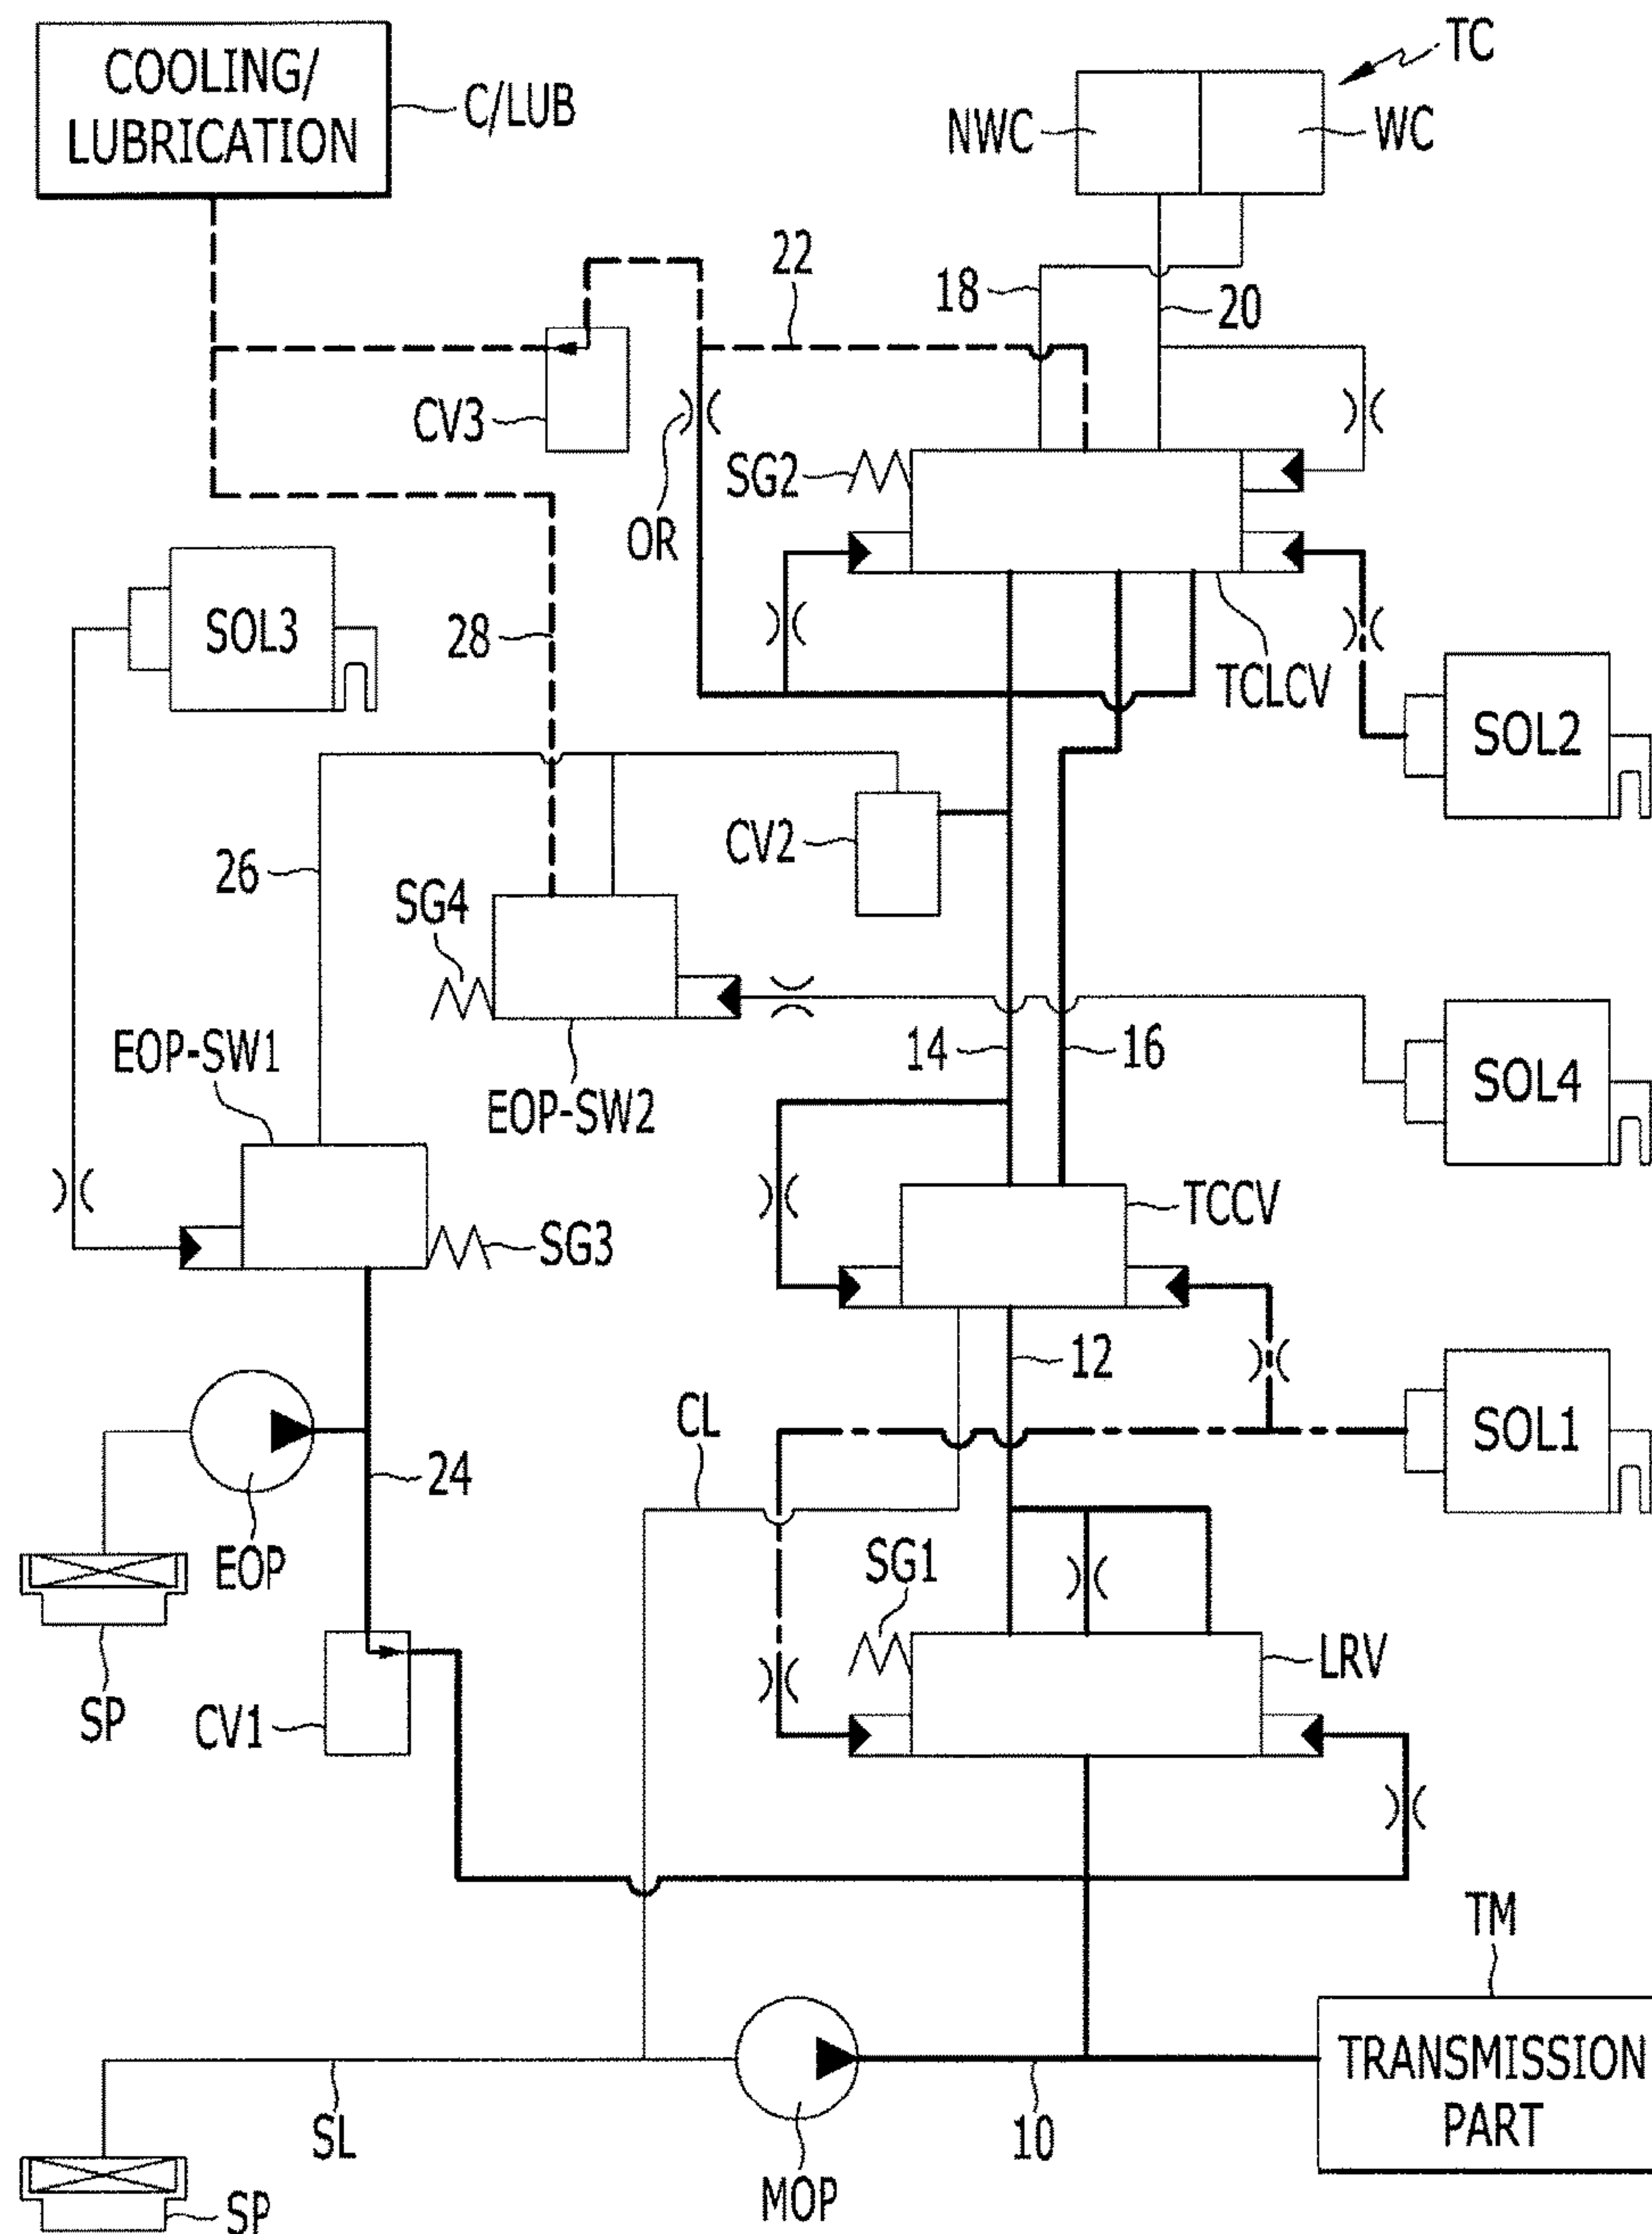 COOLING/
LUBRICATION
C/LUB
TC
NWC
WC
22
18
20
CV3
OR
SG2
SOL3
28
TCLCV
SOL2
26
CV2
SG4
EOP-SW1
EOP-SW2
14
16
SOL4
TCCV
SG3
12
CL
SOL1
24
EOP
SP
SG1
LRV
CV1
TM
TRANSMISSION
PART
SL
10
MOP
SP